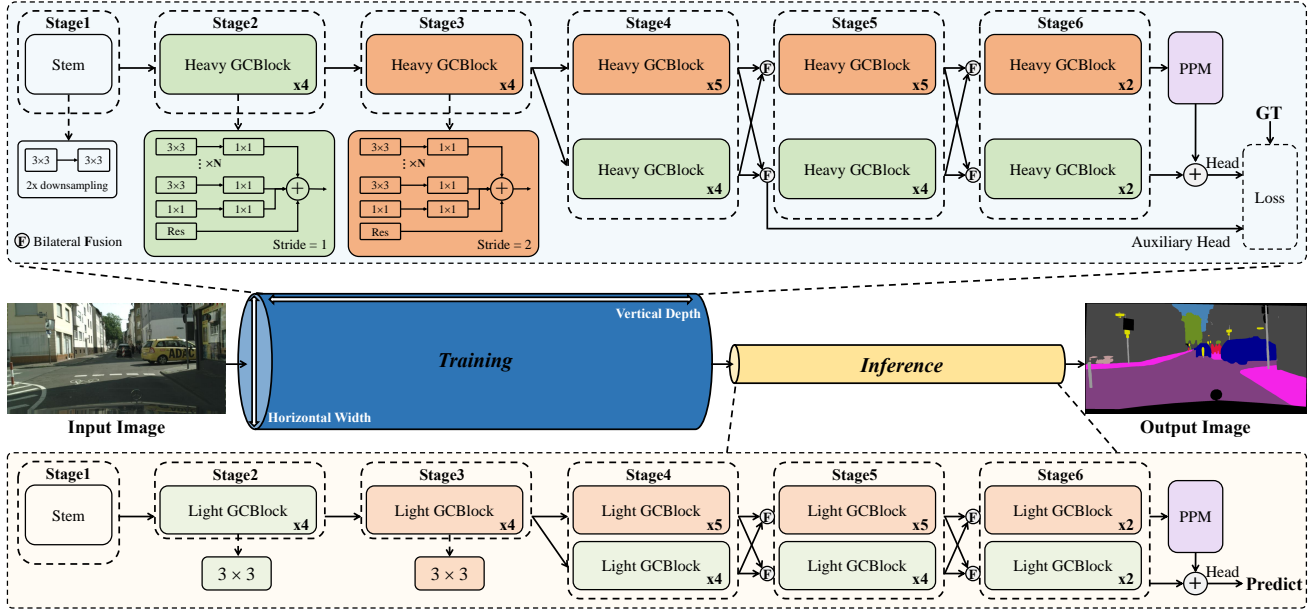 Stage1
Stage2
Stage3
Stage4
Stage5
Stage6
Stem
Heavy GCBlock
x4
Heavy GCBlock
x4
Heavy GCBlock
x5
Heavy GCBlock
x5
Heavy GCBlock
x2
PPM
GT
3×3
3×3
2x downsampling
3×3
1×1
⋮ ×N
3×3
1×1
1×1
1×1
Res
+
Stride = 1
3×3
1×1
⋮ ×N
3×3
1×1
1×1
1×1
Res
+
Stride = 2
Heavy GCBlock
x4
Heavy GCBlock
x4
Heavy GCBlock
x2
F
F
F
F
+
Head
Loss
Auxiliary Head
F Bilateral Fusion
Vertical Depth
Training
Horizontal Width
Inference
ADAC
Input Image
Output Image
Stage1
Stage2
Stage3
Stage4
Stage5
Stage6
Stem
Light GCBlock
x4
Light GCBlock
x4
Light GCBlock
x5
Light GCBlock
x5
Light GCBlock
x2
PPM
3 × 3
3 × 3
Light GCBlock
x4
Light GCBlock
x4
Light GCBlock
x2
F
F
F
F
+
Head
Predict